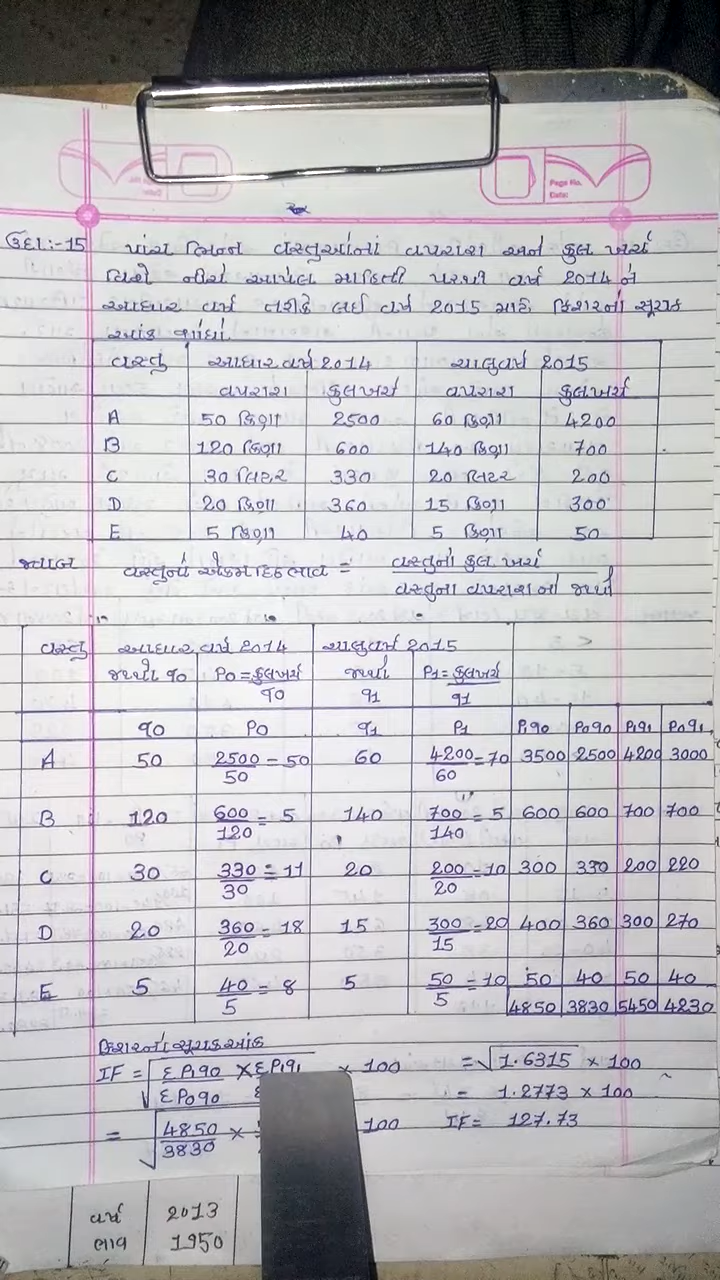 Page No.
Date:
ઉદા:-15 પાંચ ભિન્ન વસ્તુઓનાં વપરાશ અને કુલ ખર્ચ
વિશે નીચે આપેલ માહિતી પરથી વર્ષ 2014ને
આધાર વર્ષ તરીકે લઈ વર્ષ 2015 માટે ફિશરનો સૂચક
આંક શોધો.
વસ્તુ આધાર વર્ષ 2014 ચાલુવર્ષ 2015
વપરાશ કુલખર્ચ વપરાશ કુલખર્ચ
A 50 કિગ્રા 2500 60 કિગ્રા 4200
B 120 કિગ્રા 600 140 કિગ્રા 700
C 30 લિટર 330 20 લિટર 200
D 20 કિગ્રા 360 15 કિગ્રા 300
E 5 કિગ્રા 40 5 કિગ્રા 50
જવાબ વસ્તુનો એકમદિઠ ભાવ = વસ્તુનો કુલ ખર્ચ / વસ્તુના વપરાશ નો જથ્થો
વસ્તુ આધાર વર્ષ 2014 ચાલુવર્ષ 2015
જથ્થો q0 P0 = કુલખર્ચ / q0 જથ્થો q1 P1 = કુલખર્ચ / q1
q0 P0 q1 P1 P1q0 P0q0 P1q1 P0q1
A 50 2500/50 = 50 60 4200/60 = 70 3500 2500 4200 3000
B 120 600/120 = 5 140 700/140 = 5 600 600 700 700
C 30 330/30 = 11 20 200/20 = 10 300 330 200 220
D 20 360/20 = 18 15 300/15 = 20 400 360 300 270
E 5 40/5 = 8 5 50/5 = 10 50 40 50 40
4850 3830 5450 4230
ફિશરનો સૂચકઆંક
IF = √ΣP1q0/ΣP0q0 × ΣP1q1 × 100
= √4850/3830 × 100
= √1.6315 × 100
= 1.2773 × 100
IF = 127.73
વર્ષ 2013
ભાવ 1950